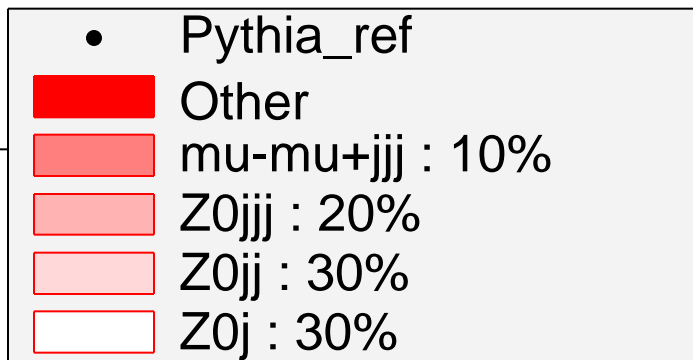 Pythia_ref
Other
mu-mu+jjj : 10%
Z0jjj : 20%
Z0jj : 30%
Z0j : 30%